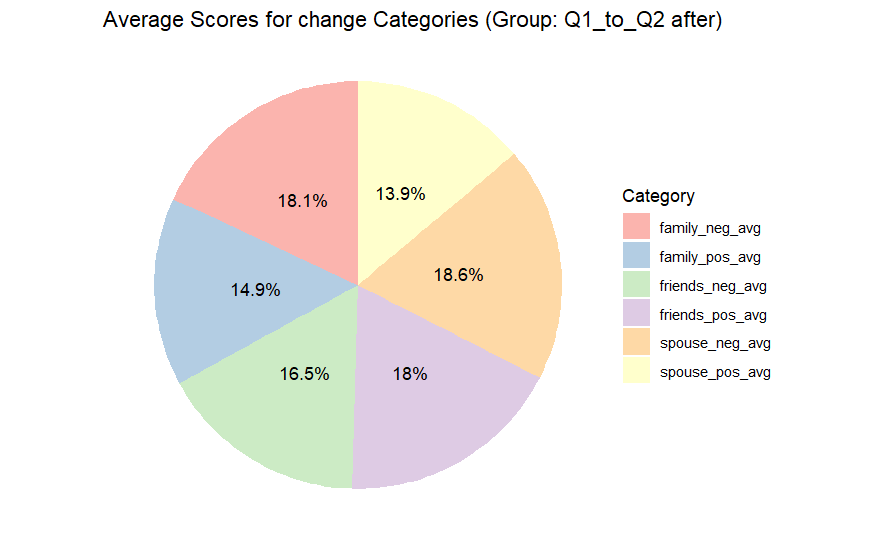 Average Scores for change Categories (Group: Q1_to_Q2 after)
18.1%
13.9%
14.9%
18.6%
16.5%
18%
Category
family_neg_avg
family_pos_avg
friends_neg_avg
friends_pos_avg
spouse_neg_avg
spouse_pos_avg